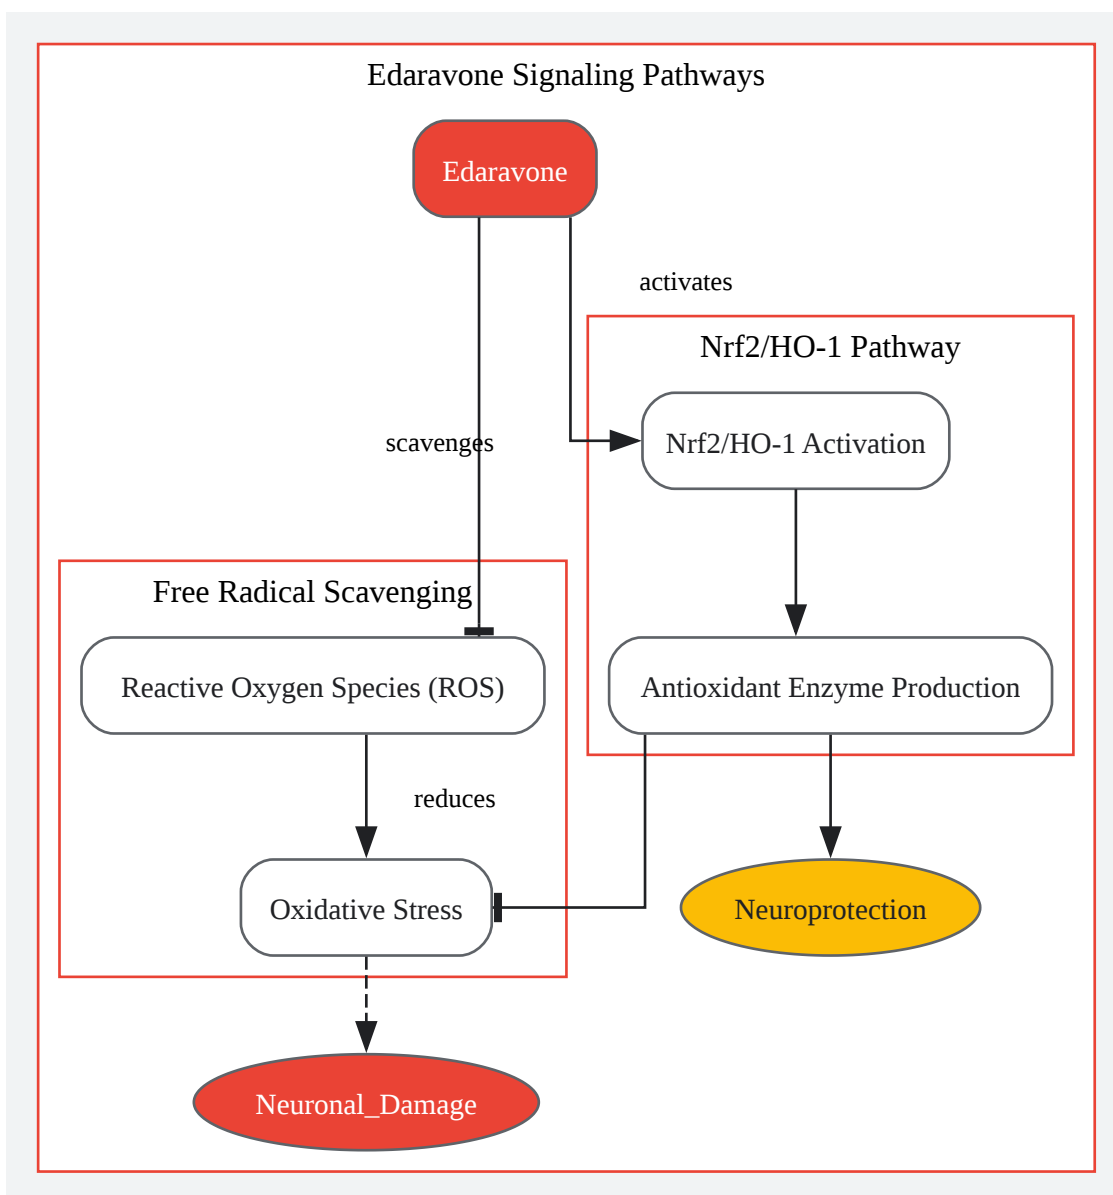 Edaravone Signaling Pathways
Edaravone
activates
Nrf2/HO-1 Pathway
Nrf2/HO-1 Activation
scavenges
Free Radical Scavenging
Reactive Oxygen Species (ROS)
Antioxidant Enzyme Production
reduces
Oxidative Stress
Neuroprotection
Neuronal_Damage